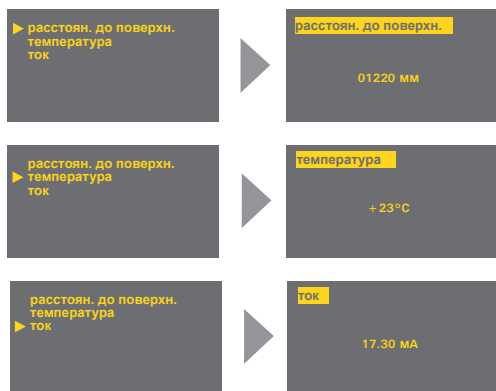 расстоян. до поверхн.
температура
ток
расстоян. до поверхн.
01220 мм
расстоян. до поверхн.
температура
ток
температура
+23°C
расстоян. до поверхн.
температура
ток
ток
17.30 мА